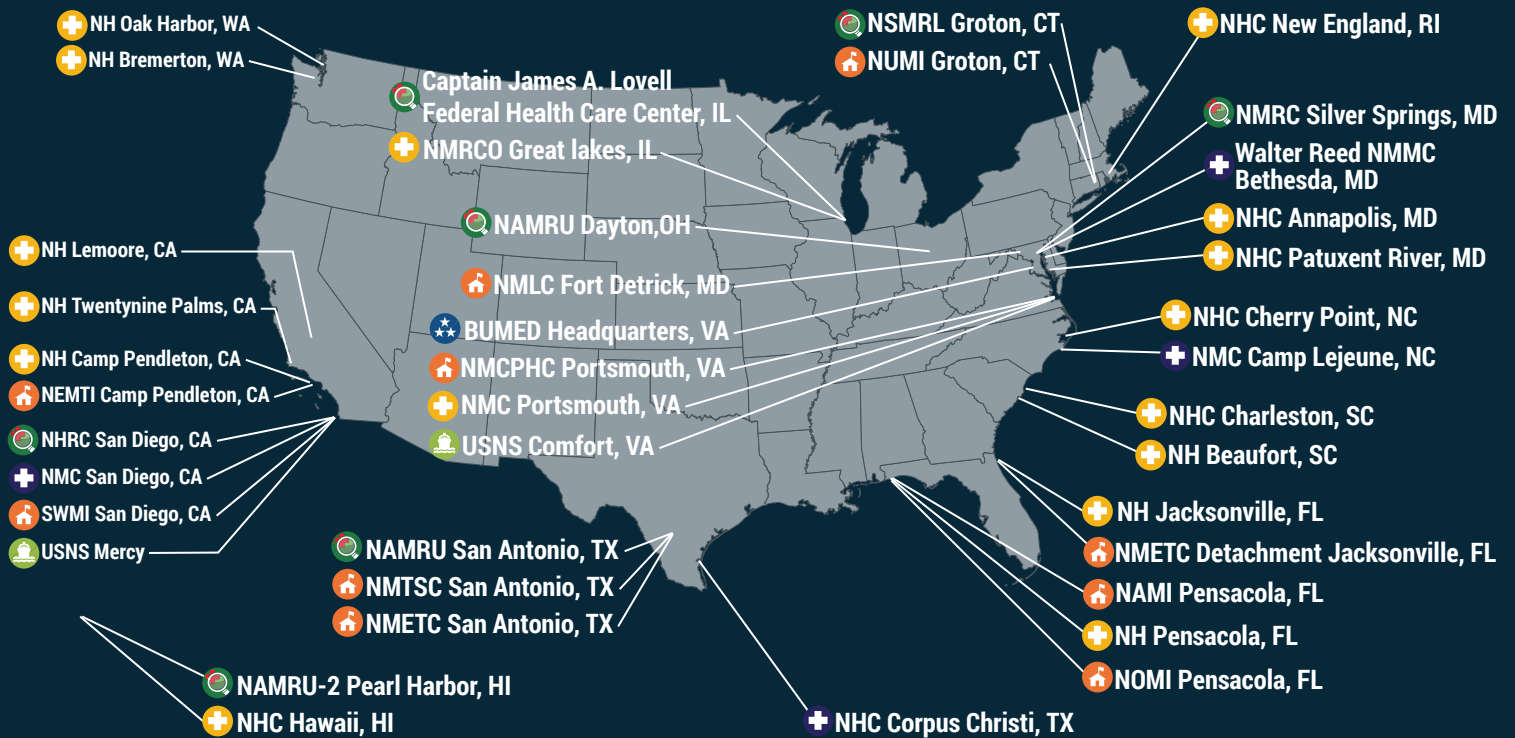 NH Oak Harbor, WA
NH Bremerton, WA
Captain James A. Lovell
Federal Health Care Center, IL
NMRCO Great lakes, IL
NAMRU Dayton,OH
NMLC Fort Detrick, MD
BUMED Headquarters, VA
NMCPHC Portsmouth, VA
NMC Portsmouth, VA
USNS Comfort, VA
NSMRL Groton, CT
NUMI Groton, CT
NHC New England, RI
NMRC Silver Springs, MD
Walter Reed NMMC
Bethesda, MD
NHC Annapolis, MD
NHC Patuxent River, MD
NHC Cherry Point, NC
NMC Camp Lejeune, NC
NHC Charleston, SC
NH Beaufort, SC
NH Jacksonville, FL
NMETC Detachment Jacksonville, FL
NAMI Pensacola, FL
NH Pensacola, FL
NOMI Pensacola, FL
NH Lemoore, CA
NH Twentynine Palms, CA
NH Camp Pendleton, CA
NEMTI Camp Pendleton, CA
NHRC San Diego, CA
NMC San Diego, CA
SWMI San Diego, CA
USNS Mercy
NAMRU San Antonio, TX
NMTSC San Antonio, TX
NMETC San Antonio, TX
NAMRU-2 Pearl Harbor, HI
NHC Hawaii, HI
NHC Corpus Christi, TX